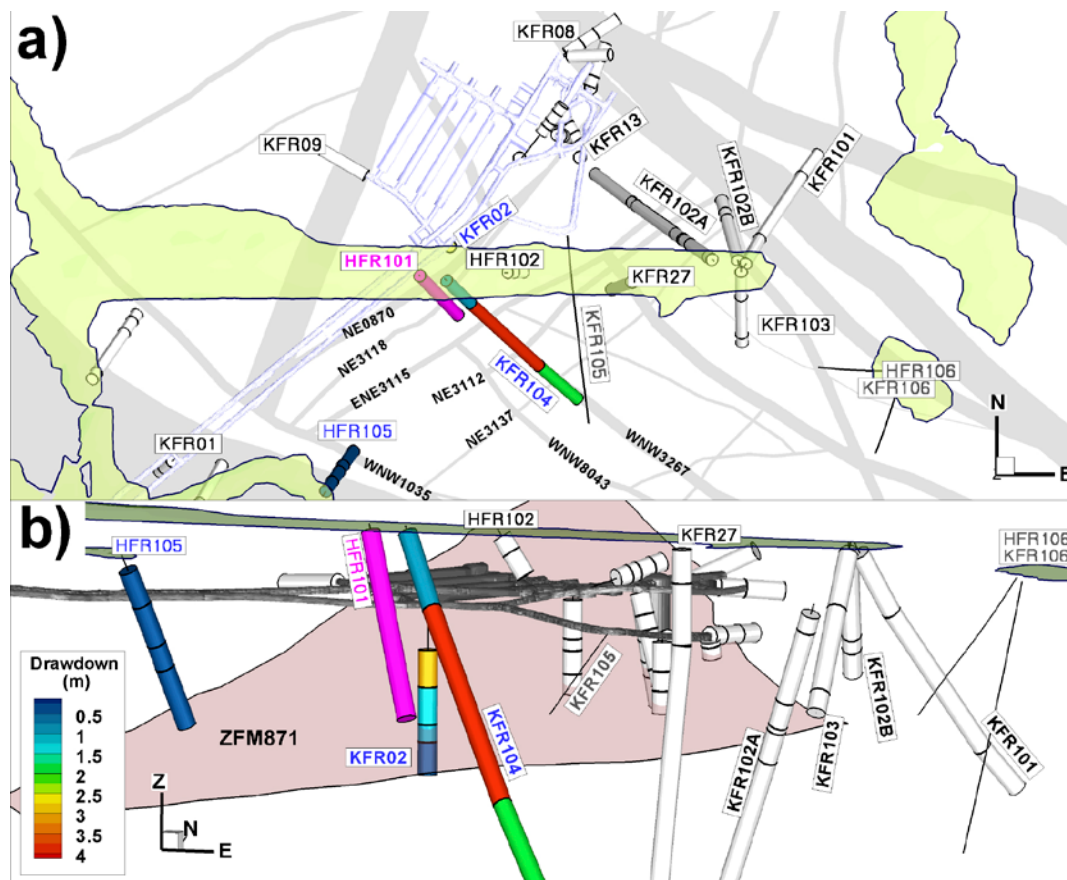 a)
KFR08
KFR09
KFR13
KFR101
KFR102B
KFR102A
KFR02
HFR101
HFR102
KFR27
KFR103
NE0870
NE3118
ENE3115
NE3112
KFR104
KFR105
HFR106
KFR106
NE3137
HFR105
KFR01
WNW1035
WNW8043
WNW3267
N
E
b)
HFR105
HFR101
HFR102
KFR27
HFR106
KFR106
KFR105
ZFM871
KFR02
KFR104
KFR102A
KFR103
KFR102B
KFR101
Drawdown
(m)
0.5
1
1.5
2
2.5
3
3.5
4
Z
N
E